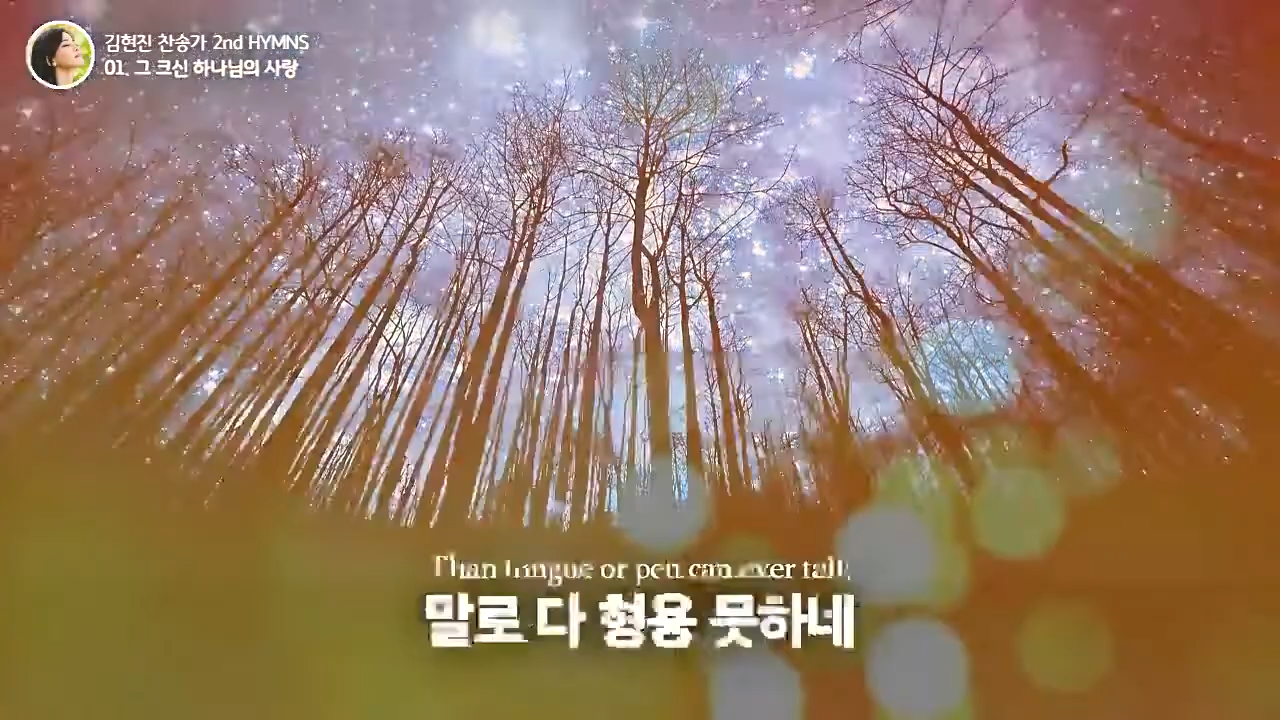 김현진 찬송가 2nd HYMNS
01. 그 크신 하나님의 사랑
Than tongue or pen can ever tell;
말로 다 형용 못하네